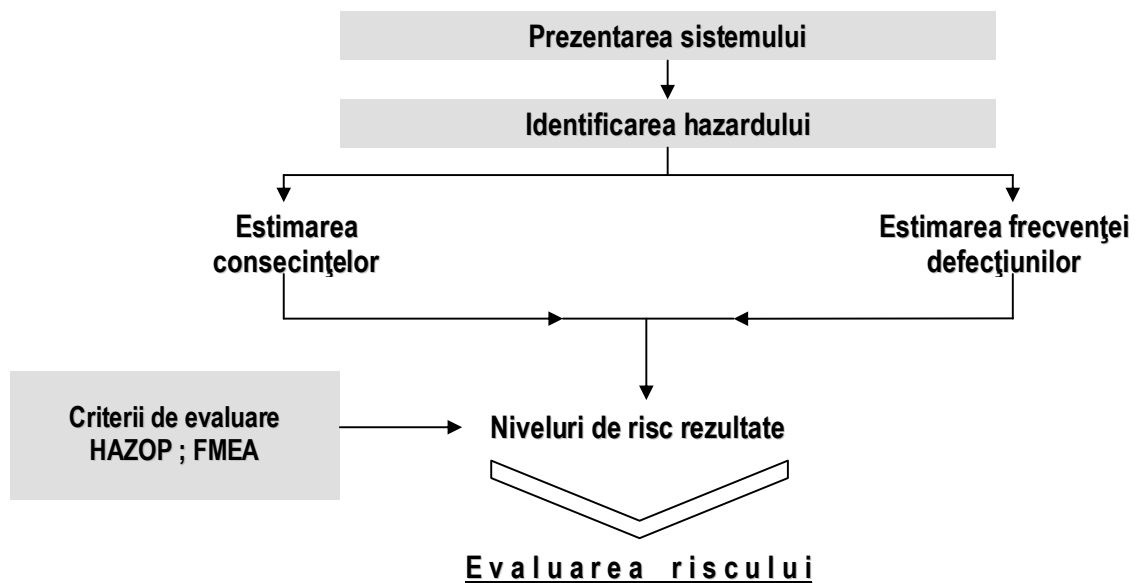 Prezentarea sistemului
Identificarea hazardului
Estimarea
consecinţelor
Estimarea frecvenţei
defecţiunilor
Criterii de evaluare
HAZOP ; FMEA
Niveluri de risc rezultate
Evaluarea riscului